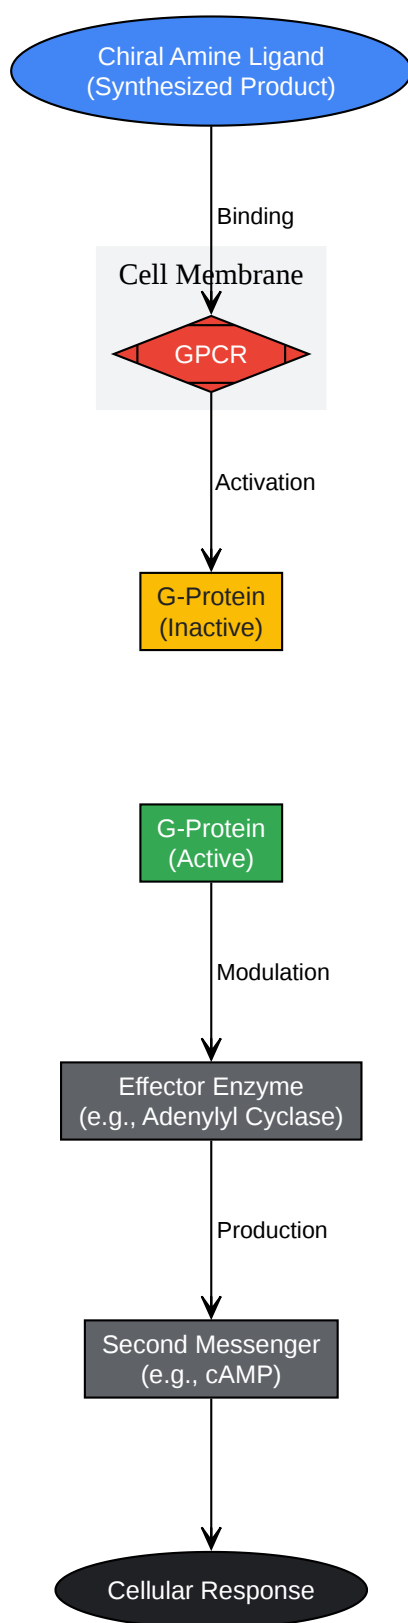 Chiral Amine Ligand
(Synthesized Product)
Binding
Cell Membrane
GPCR
Activation
G-Protein
(Inactive)
G-Protein
(Active)
Modulation
Effector Enzyme
(e.g., Adenylyl Cyclase)
Production
Second Messenger
(e.g., cAMP)
Cellular Response